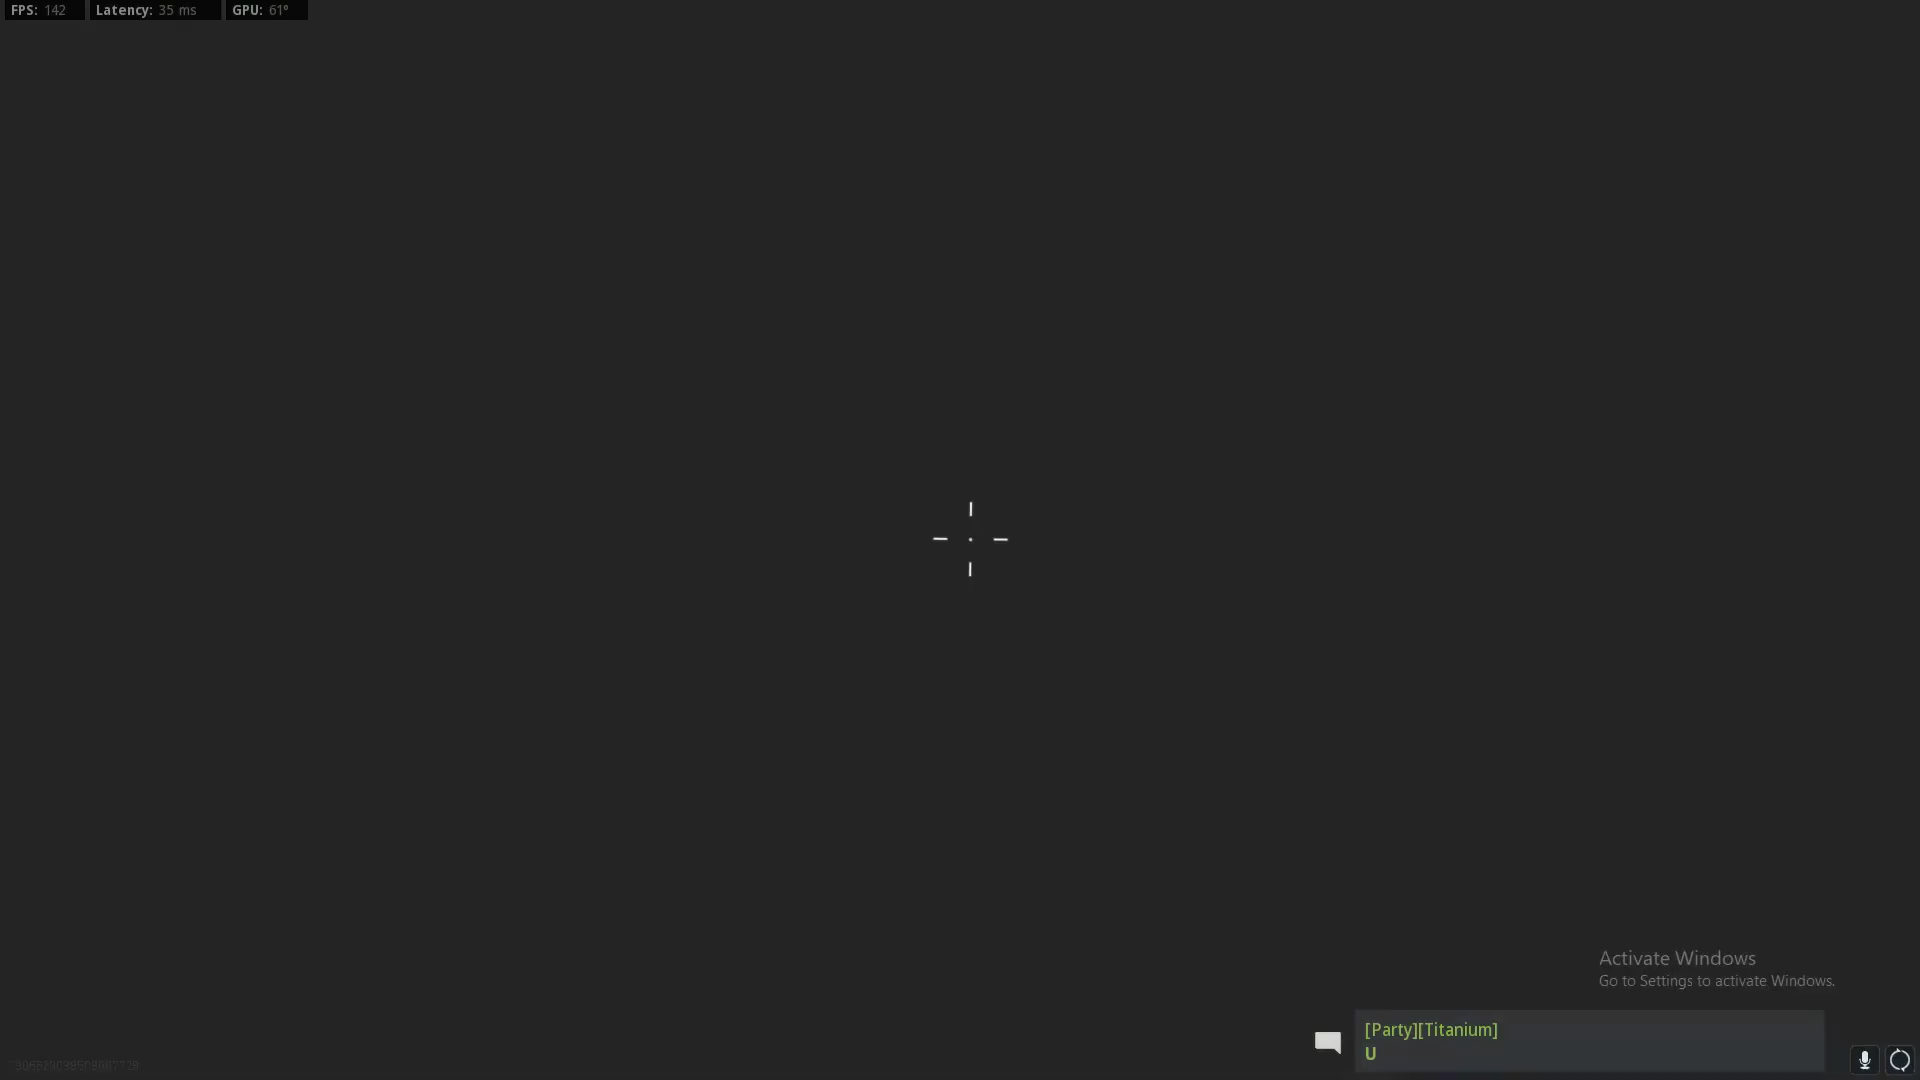 FPS: 142 Latency: 35 ms GPU: 61°
Activate Windows
Go to Settings to activate Windows.
[Party][Titanium]
U